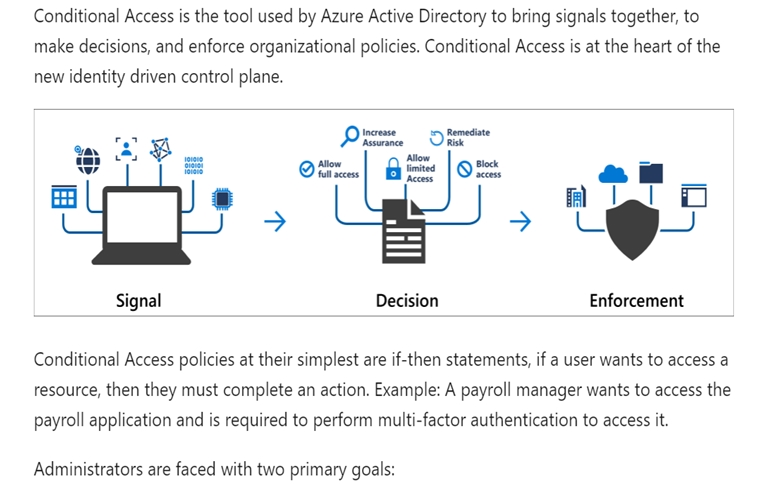 Conditional Access is the tool used by Azure Active Directory to bring signals together, to
make decisions, and enforce organizational policies. Conditional Access is at the heart of the
new identity driven control plane.
Increase
Assurance
Remediate
Risk
Allow
full access
Allow
limited
Access
Block
access
01010
01010
10101
Signal
Decision
Enforcement
Conditional Access policies at their simplest are if-then statements, if a user wants to access a
resource, then they must complete an action. Example: A payroll manager wants to access the
payroll application and is required to perform multi-factor authentication to access it.
Administrators are faced with two primary goals: